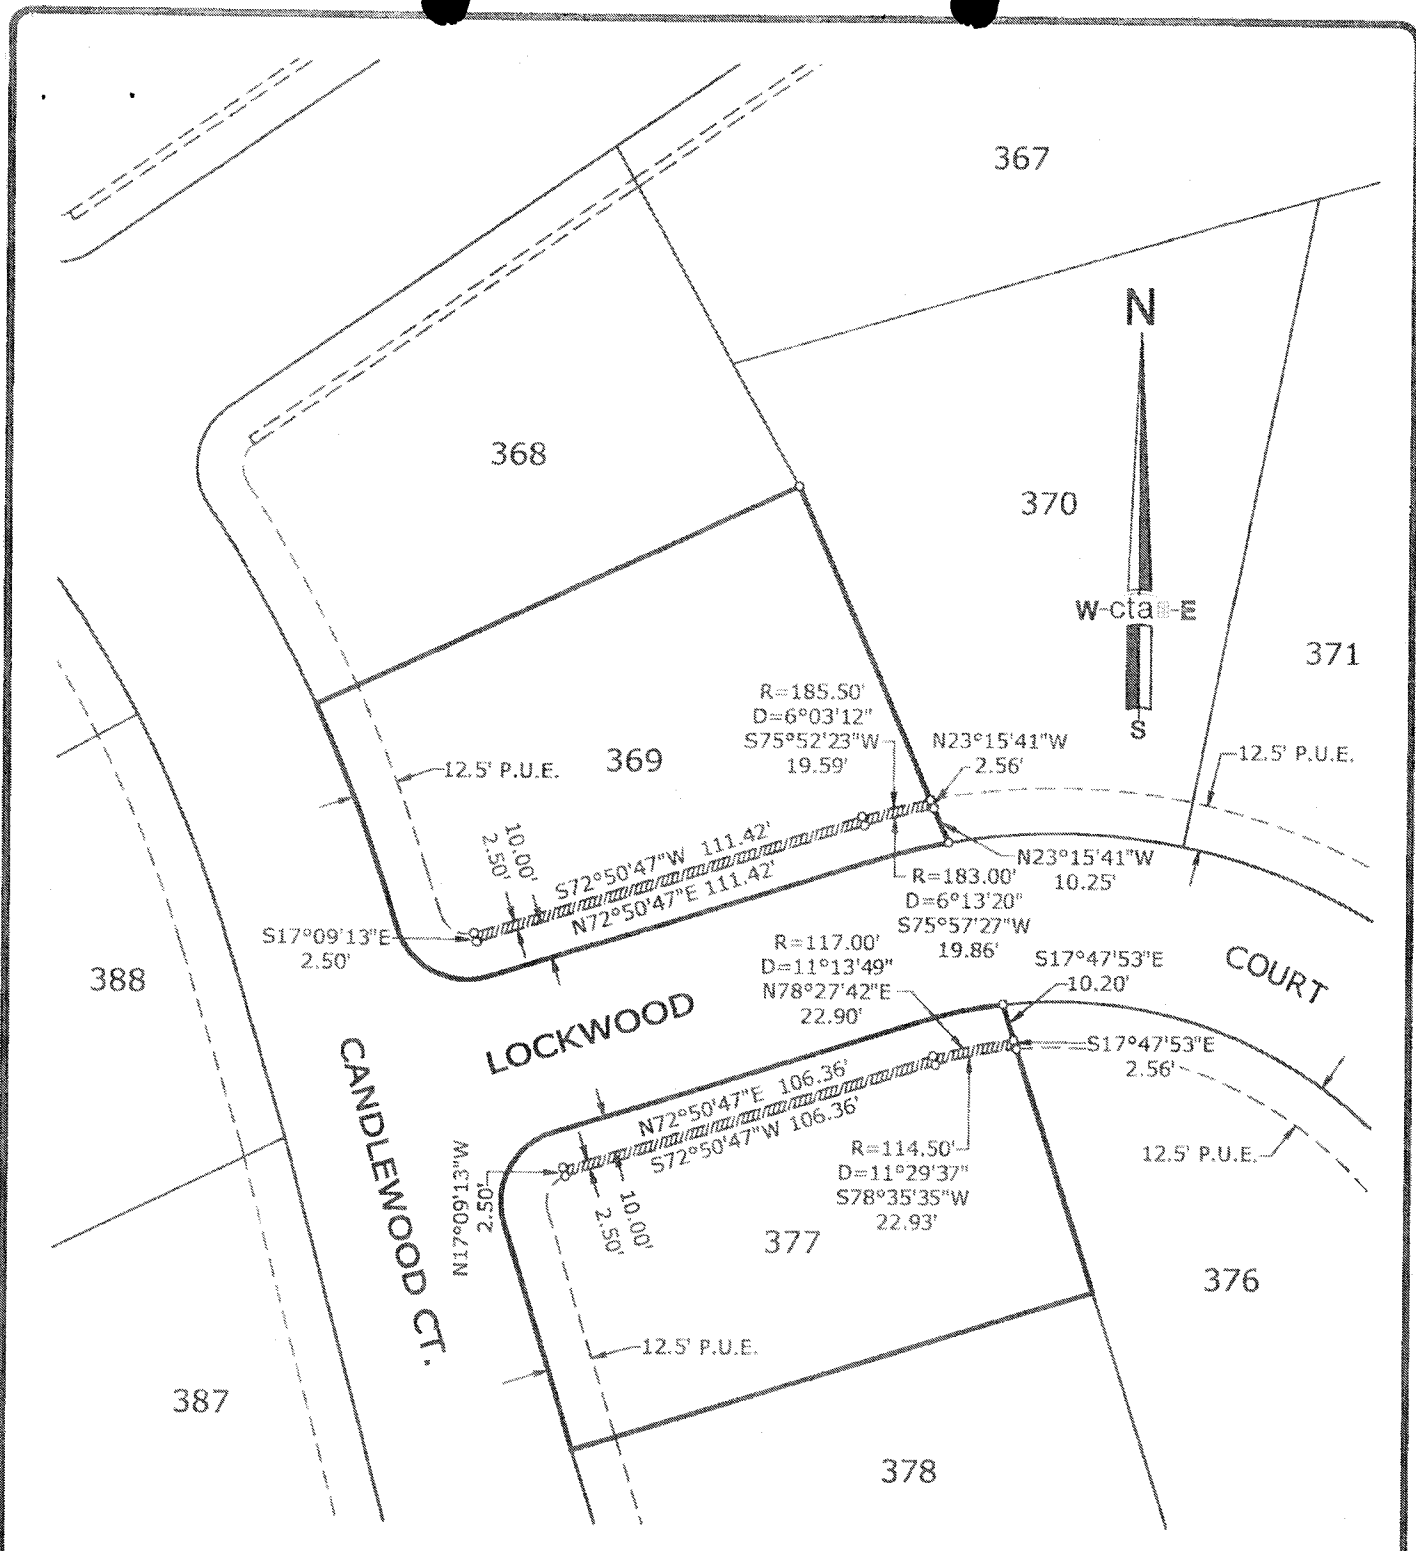 367
N
368
370
W-cta-E
371
S
R=185.50'
D=6°03'12"
S75°52'23"W
19.59'
N23°15'41"W
2.56'
12.5' P.U.E.
369
12.5' P.U.E.
10.00'
2.50'
S72°50'47"W 111.42'
N72°50'47"E 111.42'
N23°15'41"W
10.25'
R=183.00'
D=6°13'20"
S75°57'27"W
19.86'
S17°09'13"E
2.50'
388
R=117.00'
D=11°13'49"
N78°27'42"E
22.90'
S17°47'53"E
10.20'
COURT
LOCKWOOD
CANDLEWOOD CT.
S17°47'53"E
2.56'
N72°50'47"E 106.36'
S72°50'47"W 106.36'
N17°09'13"W
2.50'
R=114.50'
D=11°29'37"
S78°35'35"W
22.93'
12.5' P.U.E.
10.00'
2.50'
377
376
12.5' P.U.E.
387
378